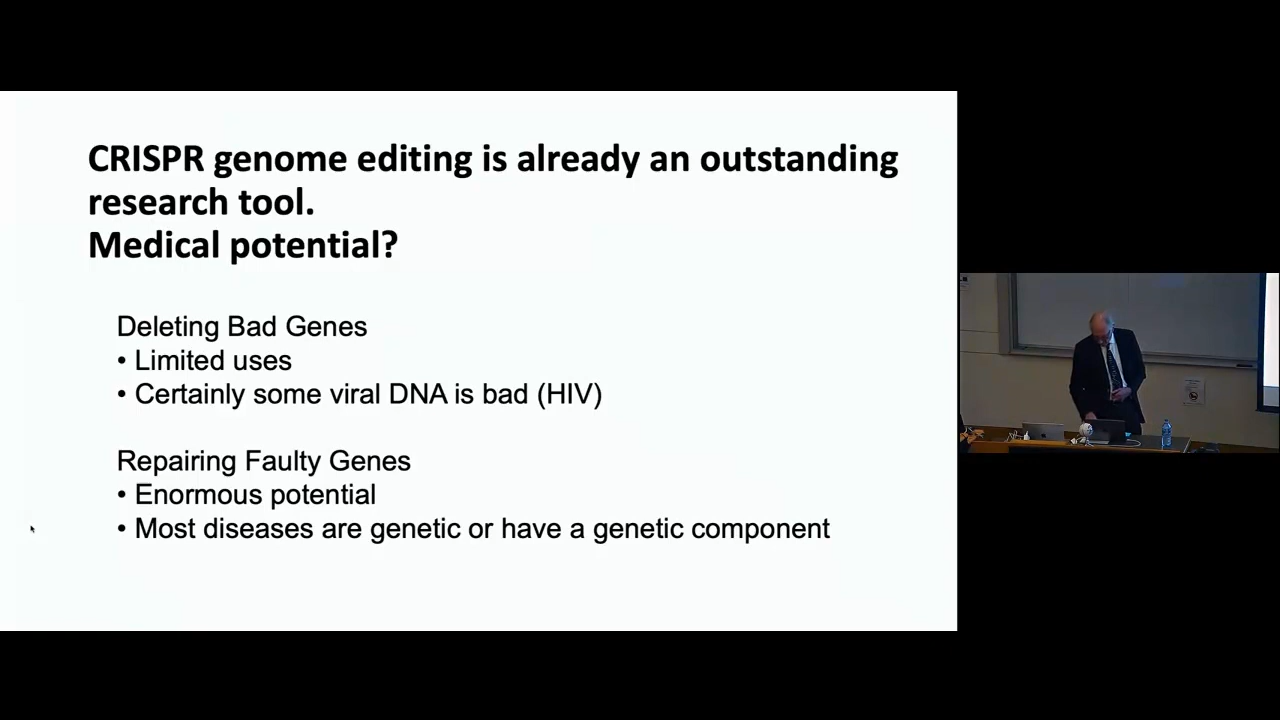 CRISPR genome editing is already an outstanding
research tool.
Medical potential?
Deleting Bad Genes
• Limited uses
• Certainly some viral DNA is bad (HIV)
Repairing Faulty Genes
• Enormous potential
• Most diseases are genetic or have a genetic component